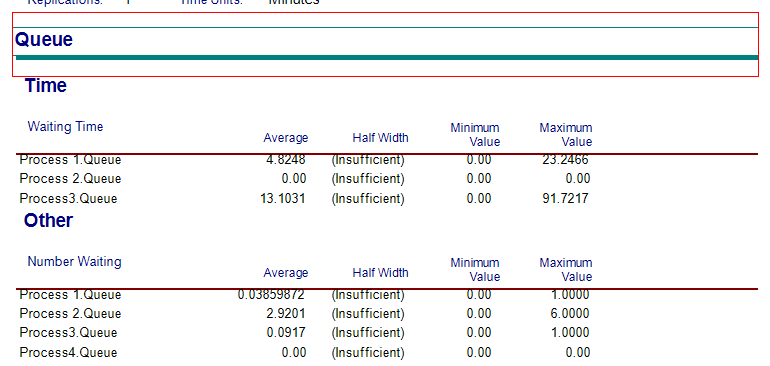 Replications: 1 Time Units: Minutes
Queue
Time
Waiting Time Average Half Width Minimum Value Maximum Value
Process 1.Queue 4.8248 (Insufficient) 0.00 23.2466
Process 2.Queue 0.00 (Insufficient) 0.00 0.00
Process3.Queue 13.1031 (Insufficient) 0.00 91.7217
Other
Number Waiting Average Half Width Minimum Value Maximum Value
Process 1.Queue 0.03859872 (Insufficient) 0.00 1.0000
Process 2.Queue 2.9201 (Insufficient) 0.00 6.0000
Process3.Queue 0.0917 (Insufficient) 0.00 1.0000
Process4.Queue 0.00 (Insufficient) 0.00 0.00